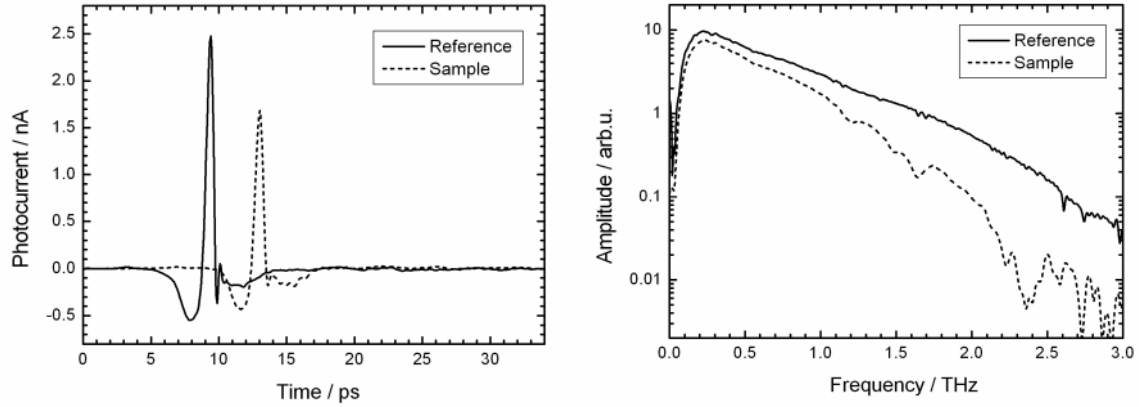 Photocurrent / nA
2.5
2.0
1.5
1.0
0.5
0.0
-0.5
0 5 10 15 20 25 30
Time / ps
Reference
Sample
Amplitude / arb.u.
10
1
0.1
0.01
0.0 0.5 1.0 1.5 2.0 2.5 3.0
Frequency / THz
Reference
Sample